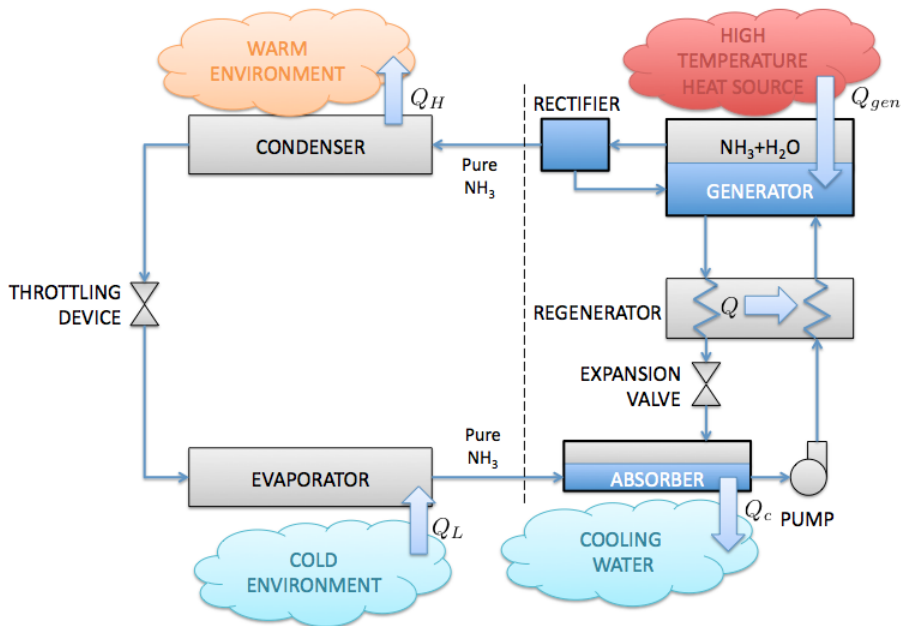 WARM
ENVIRONMENT
Q_H
HIGH
TEMPERATURE
HEAT SOURCE
Q_gen
RECTIFIER
CONDENSER
NH₃+H₂O
GENERATOR
Pure
NH₃
THROTTLING
DEVICE
REGENERATOR
Q
EXPANSION
VALVE
Pure
NH₃
EVAPORATOR
ABSORBER
Q_L
Q_c
PUMP
COLD
ENVIRONMENT
COOLING
WATER